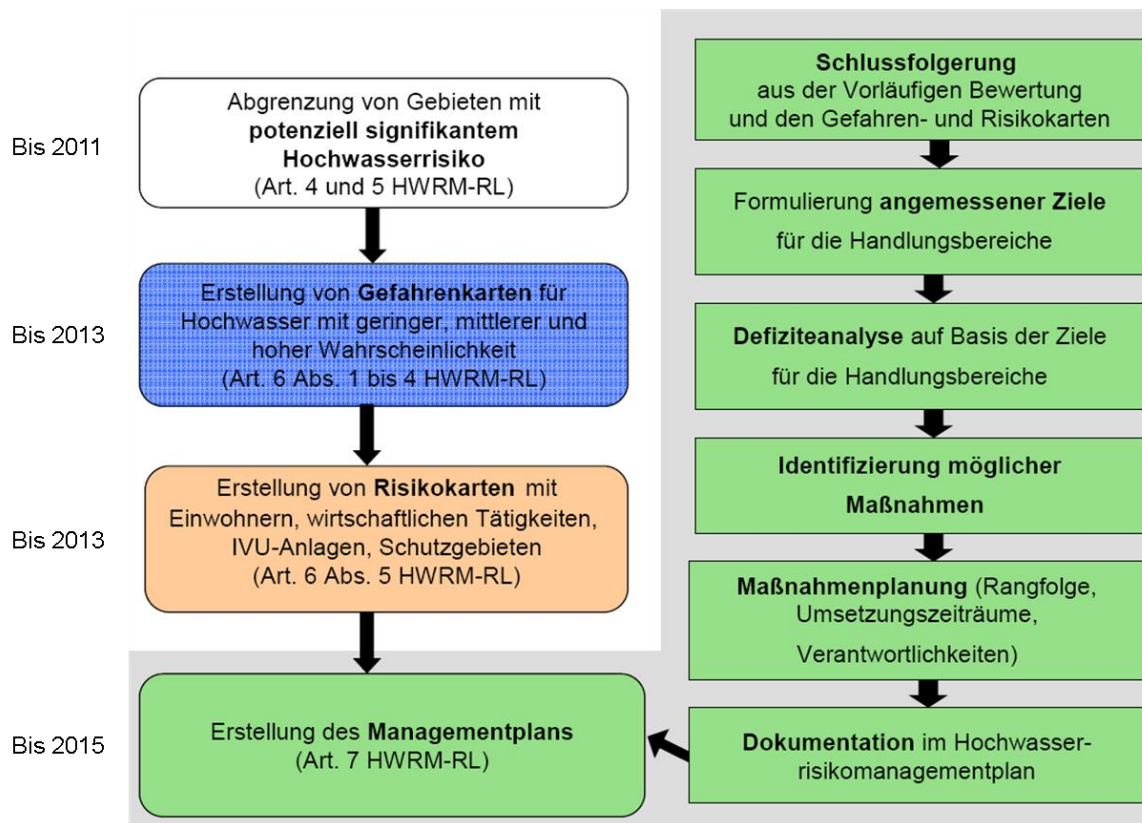 Bis 2011
Abgrenzung von Gebieten mit
potenziell signifikantem
Hochwasserrisiko
(Art. 4 und 5 HWRM-RL)
Bis 2013
Erstellung von Gefahrenkarten für
Hochwasser mit geringer, mittlerer und
hoher Wahrscheinlichkeit
(Art. 6 Abs. 1 bis 4 HWRM-RL)
Bis 2013
Erstellung von Risikokarten mit
Einwohnern, wirtschaftlichen Tätigkeiten,
IVU-Anlagen, Schutzgebieten
(Art. 6 Abs. 5 HWRM-RL)
Bis 2015
Erstellung des Managementplans
(Art. 7 HWRM-RL)
Schlussfolgerung
aus der Vorläufigen Bewertung
und den Gefahren- und Risikokarten
Formulierung angemessener Ziele
für die Handlungsbereiche
Defiziteanalyse auf Basis der Ziele
für die Handlungsbereiche
Identifizierung möglicher
Maßnahmen
Maßnahmenplanung (Rangfolge,
Umsetzungszeiträume,
Verantwortlichkeiten)
Dokumentation im Hochwasser-
risikomanagementplan